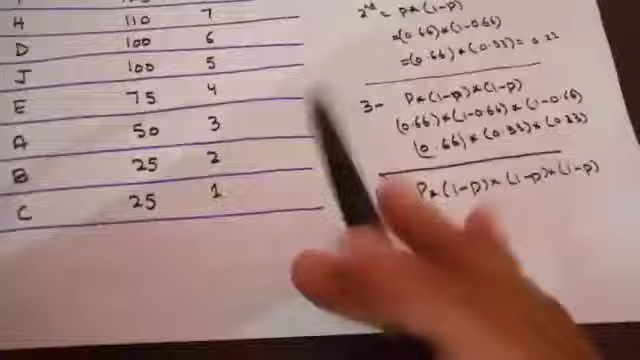 H 110 7
D 100 6
J 100 5
E 75 4
A 50 3
B 25 2
C 25 1
2nd = P*(1-P)
=(0.66)*(1-0.66)
=(0.66)*(0.33)= 0.22
3- P*(1-P)*(1-P)
(0.66)*(1-0.66)*(1-0.66)
(0.66)*(0.33)*(0.33)
P*(1-P)*(1-P)*(1-P)